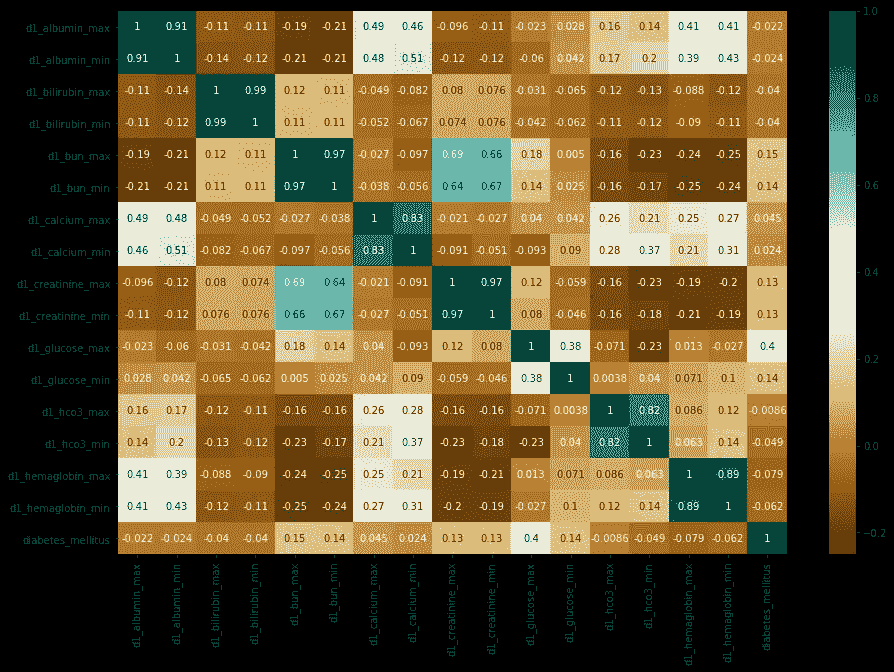 d1_albumin_max 1 0.91 -0.11 -0.11 -0.19 -0.21 0.49 0.46 -0.096 -0.11 -0.023 0.028 0.16 0.14 0.41 0.41 -0.022
d1_albumin_min 0.91 1 -0.14 -0.12 -0.21 -0.21 0.48 0.51 -0.12 -0.12 -0.06 0.042 0.17 0.2 0.39 0.43 -0.024
d1_bilirubin_max -0.11 -0.14 1 0.99 0.12 0.11 -0.049 -0.082 0.08 0.076 -0.031 -0.065 -0.12 -0.13 -0.088 -0.12 -0.04
d1_bilirubin_min -0.11 -0.12 0.99 1 0.11 0.11 -0.052 -0.067 0.074 0.076 -0.042 -0.062 -0.11 -0.12 -0.09 -0.11 -0.04
d1_bun_max -0.19 -0.21 0.12 0.11 1 0.97 -0.027 -0.097 0.69 0.66 0.18 0.005 -0.16 -0.23 -0.24 -0.25 0.15
d1_bun_min -0.21 -0.21 0.11 0.11 0.97 1 -0.038 -0.056 0.64 0.67 0.14 0.025 -0.16 -0.17 -0.25 -0.24 0.14
d1_calcium_max 0.49 0.48 -0.049 -0.052 -0.027 -0.038 1 0.83 -0.021 -0.027 0.04 0.042 0.26 0.21 0.25 0.27 0.045
d1_calcium_min 0.46 0.51 -0.082 -0.067 -0.097 -0.056 0.83 1 -0.091 -0.051 -0.093 0.09 0.28 0.37 0.21 0.31 0.024
d1_creatinine_max -0.096 -0.12 0.08 0.074 0.69 0.64 -0.021 -0.091 1 0.97 0.12 -0.059 -0.16 -0.23 -0.19 -0.2 0.13
d1_creatinine_min -0.11 -0.12 0.076 0.076 0.66 0.67 -0.027 -0.051 0.97 1 0.08 -0.046 -0.16 -0.18 -0.21 -0.19 0.13
d1_glucose_max -0.023 -0.06 -0.031 -0.042 0.18 0.14 0.04 -0.093 0.12 0.08 1 0.38 -0.071 -0.23 0.013 -0.027 0.4
d1_glucose_min 0.028 0.042 -0.065 -0.062 0.005 0.025 0.042 0.09 -0.059 -0.046 0.38 1 0.0038 0.04 0.071 0.1 0.14
d1_hco3_max 0.16 0.17 -0.12 -0.11 -0.16 -0.16 0.26 0.28 -0.16 -0.16 -0.071 0.0038 1 0.82 0.086 0.12 -0.0086
d1_hco3_min 0.14 0.2 -0.13 -0.12 -0.23 -0.17 0.21 0.37 -0.23 -0.18 -0.23 0.04 0.82 1 0.063 0.14 -0.049
d1_hemaglobin_max 0.41 0.39 -0.088 -0.09 -0.24 -0.25 0.25 0.21 -0.19 -0.21 0.013 0.071 0.086 0.063 1 0.89 -0.079
d1_hemaglobin_min 0.41 0.43 -0.12 -0.11 -0.25 -0.24 0.27 0.31 -0.2 -0.19 -0.027 0.1 0.12 0.14 0.89 1 -0.062
diabetes_mellitus -0.022 -0.024 -0.04 -0.04 0.15 0.14 0.045 0.024 0.13 0.13 0.4 0.14 -0.0086 -0.049 -0.079 -0.062 1
d1_albumin_max
d1_albumin_min
d1_bilirubin_max
d1_bilirubin_min
d1_bun_max
d1_bun_min
d1_calcium_max
d1_calcium_min
d1_creatinine_max
d1_creatinine_min
d1_glucose_max
d1_glucose_min
d1_hco3_max
d1_hco3_min
d1_hemaglobin_max
d1_hemaglobin_min
diabetes_mellitus
1.0
0.8
0.6
0.4
0.2
0.0
−0.2